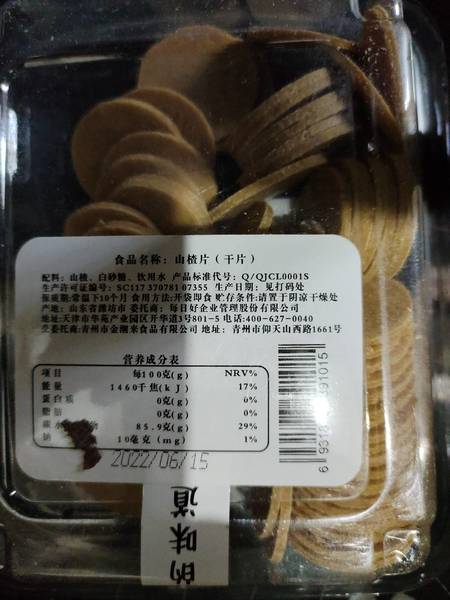 食品名称：山楂片（干片）
配料：山楂、白砂糖、饮用水 产品标准代号：Q/QJCL0001S
生产许可证编号：SC117 370781 07355 生产日期：见打码处
保质期:常温下10个月 食用方法:开袋即食 贮存条件:请置于阴凉干燥处
产地：山东省潍坊市 委托商：每日好企业管理股份有限公司
地址:天津市华苑产业园区开华道3号801-5 电话:400-627-0040
受委托商:青州市金潮来食品有限公司 地址：青州市仰天山西路1661号
营养成分表
项目 每100克(g) NRV%
能量 1460千焦(kJ) 17%
蛋白质 0克(g) 0%
脂肪 0克(g) 0%
碳水 物 85.9克(g) 29%
钠 10毫克(mg) 1%
2022/06/15
的味道